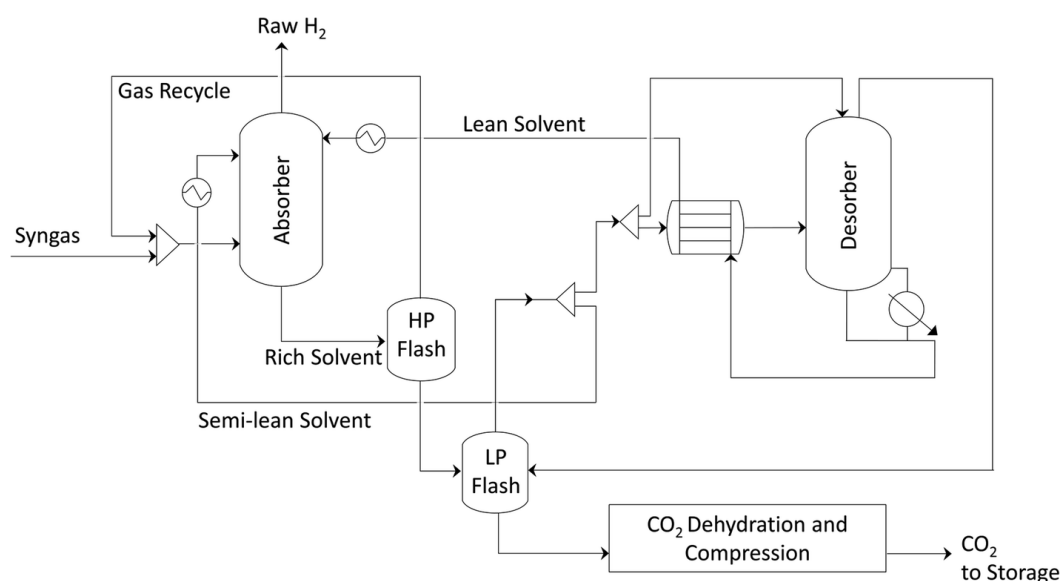 Raw H₂
Gas Recycle
Lean Solvent
Absorber
Desorber
Syngas
HP
Flash
Rich Solvent
Semi-lean Solvent
LP
Flash
CO₂ Dehydration and
Compression
CO₂
to Storage